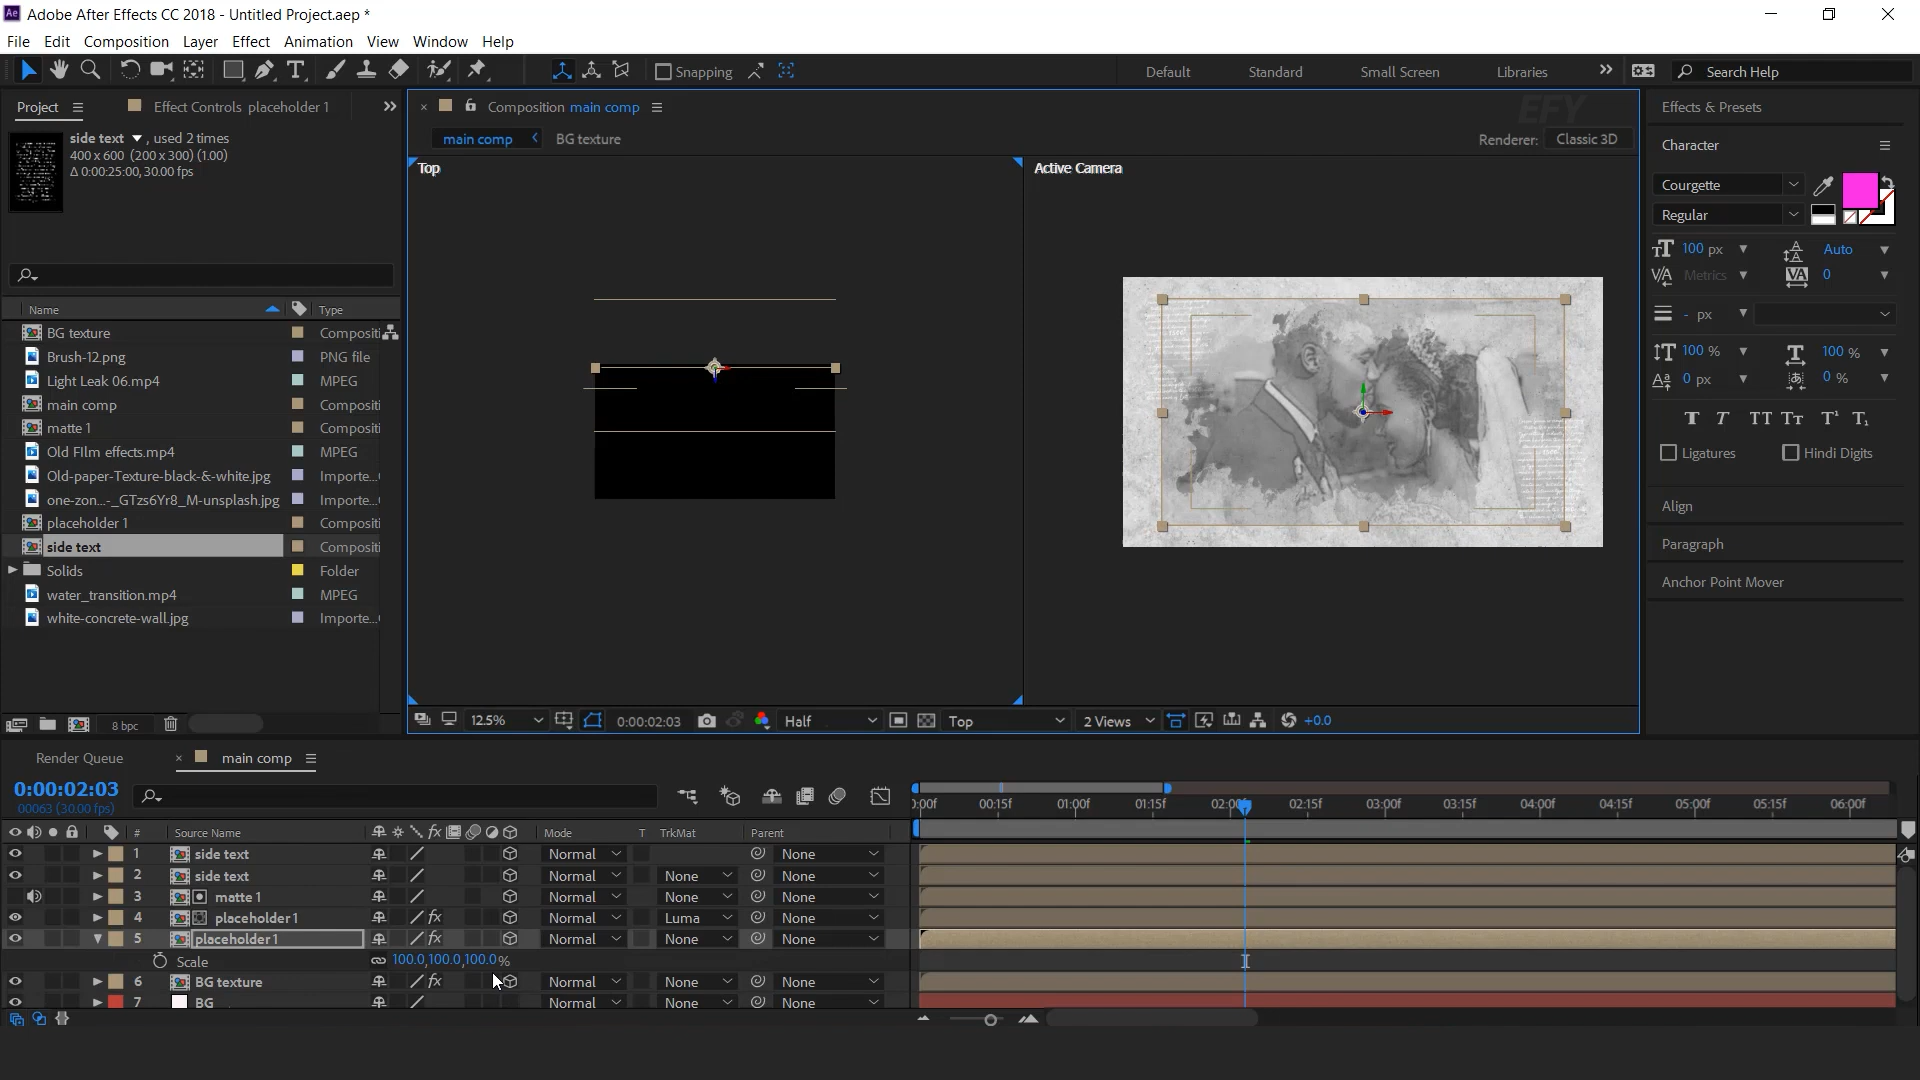 Ae Adobe After Effects CC 2018 - Untitled Project.aep *
File Edit Composition Layer Effect Animation View Window Help
T Snapping Default Standard Small Screen Libraries Search Help
Project Effect Controls placeholder 1
Composition main comp
EFY
Effects & Presets
side text , used 2 times
400 x 600 (200 x 300) (1.00)
Δ 0:00:25:00, 30.00 fps
main comp BG texture
Renderer: Classic 3D
Character
Top
Active Camera
Courgette
Regular
100 px Auto
Metrics 0
- px
100 % 100 %
0 px 0 %
T T TT TT T¹ T₁
Ligatures Hindi Digits
Align
Paragraph
Anchor Point Mover
Name Type
BG texture Compositi
Brush-12.png PNG file
Light Leak 06.mp4 MPEG
main comp Compositi
matte 1 Compositi
Old FIlm effects.mp4 MPEG
Old-paper-Texture-black-&-white.jpg Importe...
one-zon...-_GTzs6Yr8_M-unsplash.jpg Importe...
placeholder 1 Compositi
side text Compositi
Solids Folder
water_transition.mp4 MPEG
white-concrete-wall.jpg Importe...
8 bpc
12.5% 0:00:02:03 Half Top 2 Views +0.0
Render Queue main comp
0:00:02:03
00063 (30.00 fps)
:00f 00:15f 01:00f 01:15f 02:00f 02:15f 03:00f 03:15f 04:00f 04:15f 05:00f 05:15f 06:00f
# Source Name fx Mode T TrkMat Parent
1 side text Normal None
2 side text Normal None None
3 matte 1 Normal None None
4 placeholder 1 fx Normal Luma None
5 placeholder 1 fx Normal None None
Scale 100.0,100.0,100.0%
6 BG texture fx Normal None None
7 BG Normal None None